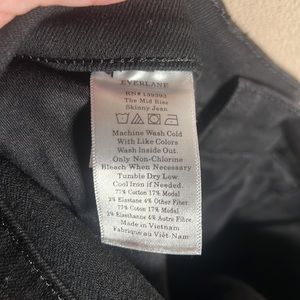 EVERLANE
RN# 139393
The Mid Rise
Skinny Jean
Machine Wash Cold
With Like Colors
Wash Inside Out.
Only Non-Chlorine
Bleach When Necessary
Tumble Dry Low.
Cool Iron if Needed.
77% Cotton 17% Modal
2% Elastane 4% Other Fiber
77% Coton 17% Modal
2% Elasthanne 4% Autre Fibre.
Made in Vietnam
Fabriqué au Viêt-Nam